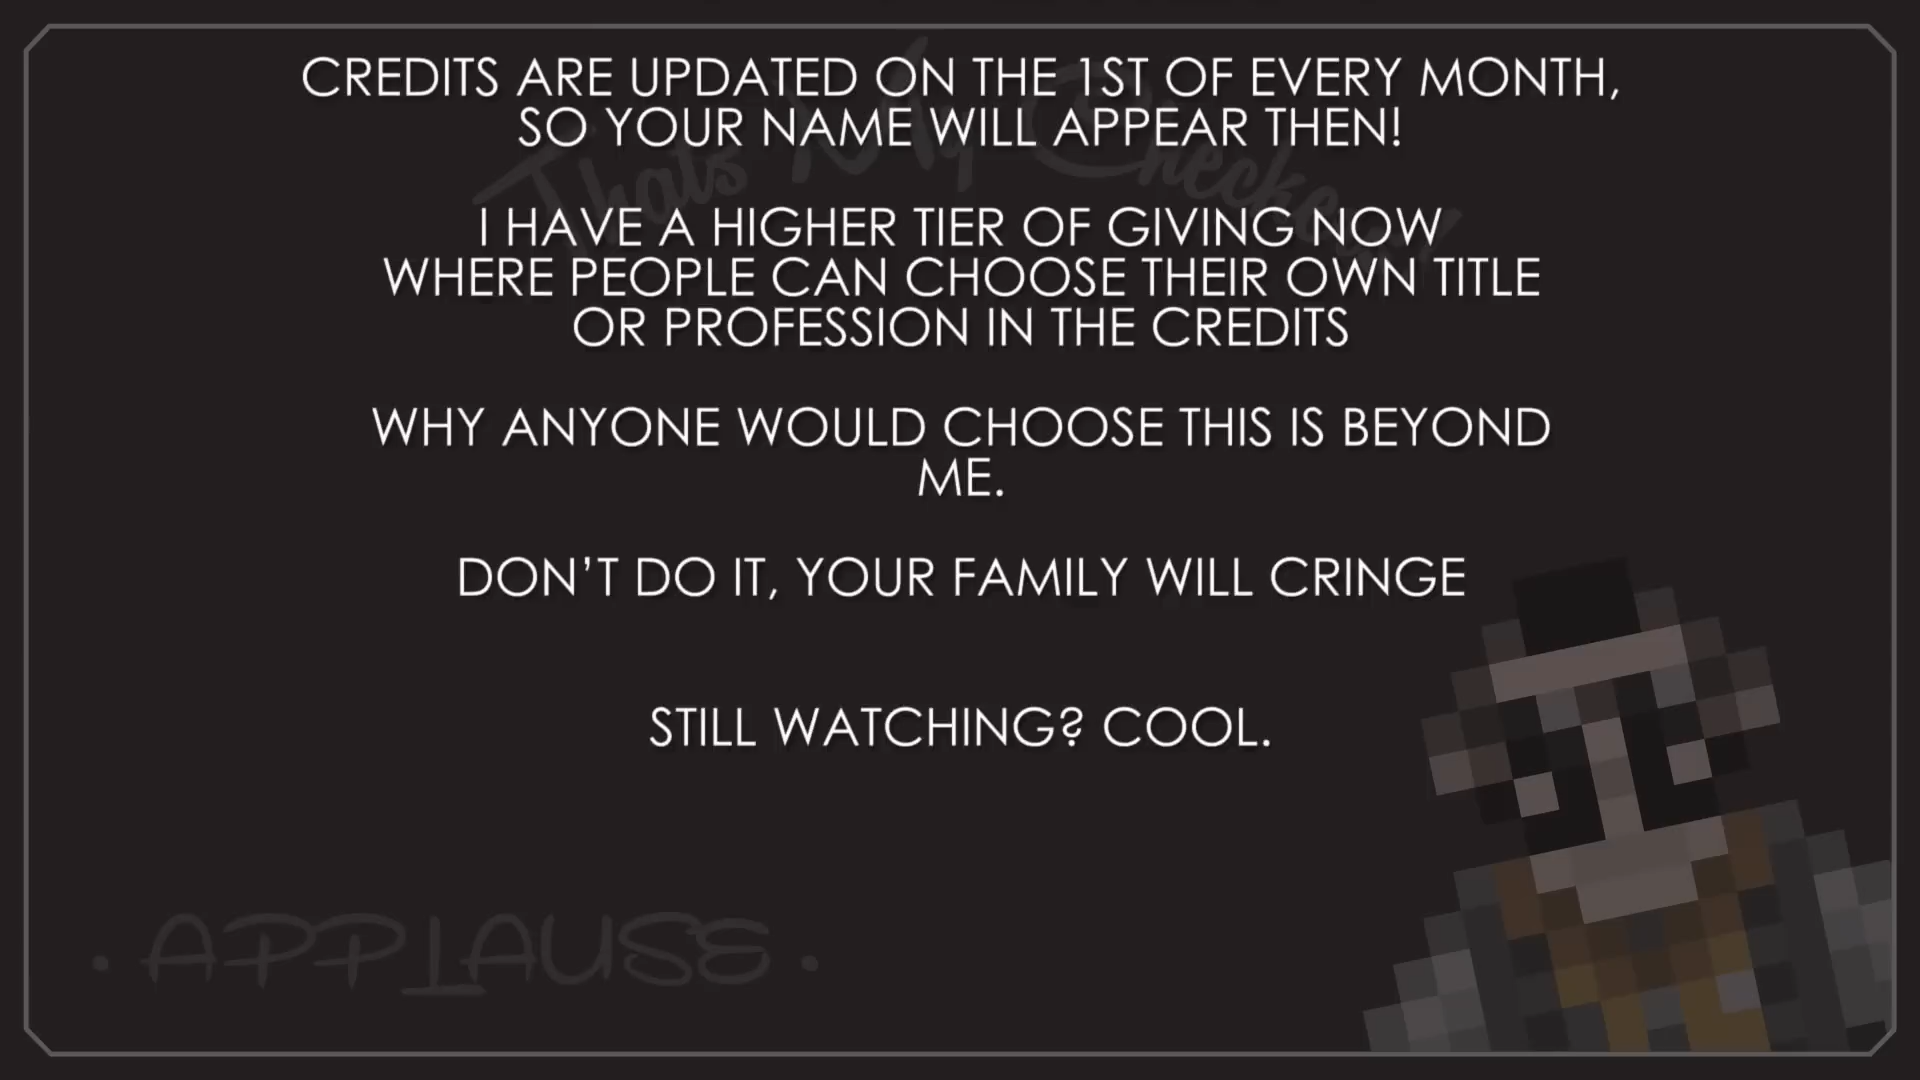 CREDITS ARE UPDATED ON THE 1ST OF EVERY MONTH,
SO YOUR NAME WILL APPEAR THEN!
I HAVE A HIGHER TIER OF GIVING NOW
WHERE PEOPLE CAN CHOOSE THEIR OWN TITLE
OR PROFESSION IN THE CREDITS
WHY ANYONE WOULD CHOOSE THIS IS BEYOND
ME.
DON’T DO IT, YOUR FAMILY WILL CRINGE
STILL WATCHING? COOL.
Thats My
• APPLAUSE •